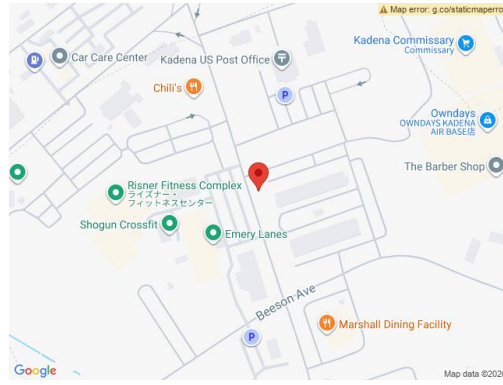 Map error: g.co/staticmaperro
Kadena Commissary
Commissary
Car Care Center
Kadena US Post Office
Chili's
P
Owndays
OWNDAYS KADENA
AIR BASE店
The Barber Shop
Risner Fitness Complex
ライズナー・
フィットネスセンター
Shogun Crossfit
Emery Lanes
Beeson Ave
Marshall Dining Facility
P
Google
Map data ©2026